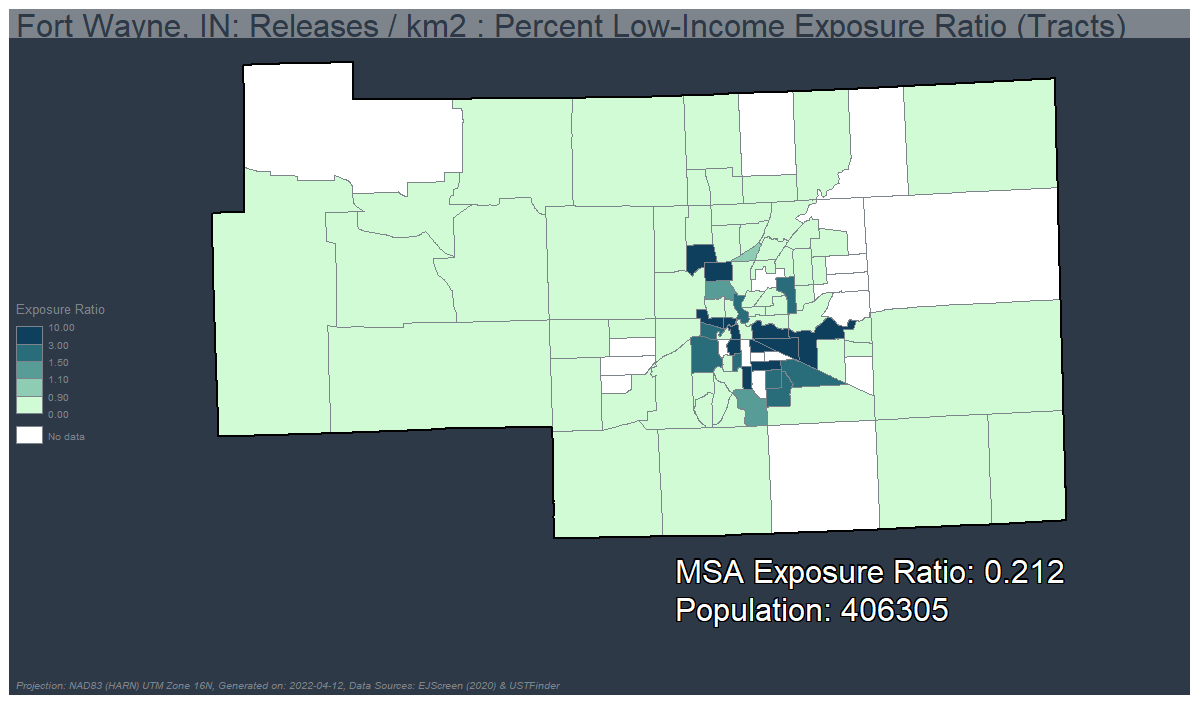 Fort Wayne, IN: Releases / km2 : Percent Low-Income Exposure Ratio (Tracts)
Exposure Ratio
10.00
3.00
1.50
1.10
0.90
0.00
No data
MSA Exposure Ratio: 0.212
Population: 406305
Projection: NAD83 (HARN) UTM Zone 16N, Generated on: 2022-04-12, Data Sources: EJScreen (2020) & USTFinder